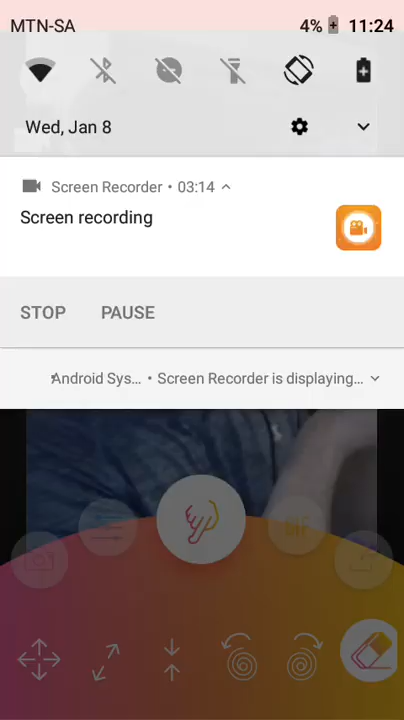 MTN-SA 4% 11:24
Wed, Jan 8
Screen Recorder • 03:14
Screen recording
STOP PAUSE
Android Sys... • Screen Recorder is displaying...
GIF